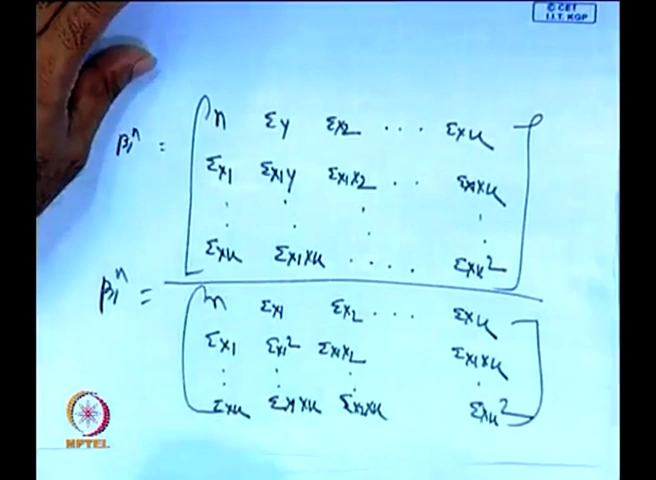 © CET
I.I.T. KGP
n Σy Σx2 ... Σxk
β1^n =
Σx1 Σx1y Σx1x2 .. Σx1xk
Σxk Σx1xk .... Σxk²
β1^n =
n Σx1 Σx2 ... Σxk
Σx1 Σx1² Σx1x2 Σx1xk
Σxk Σx1xk Σx2xk Σxk²
NPTEL